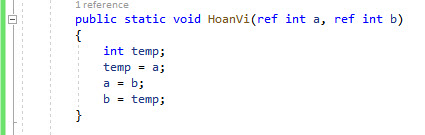 1 reference
public static void HoanVi(ref int a, ref int b)
{
int temp;
temp = a;
a = b;
b = temp;
}